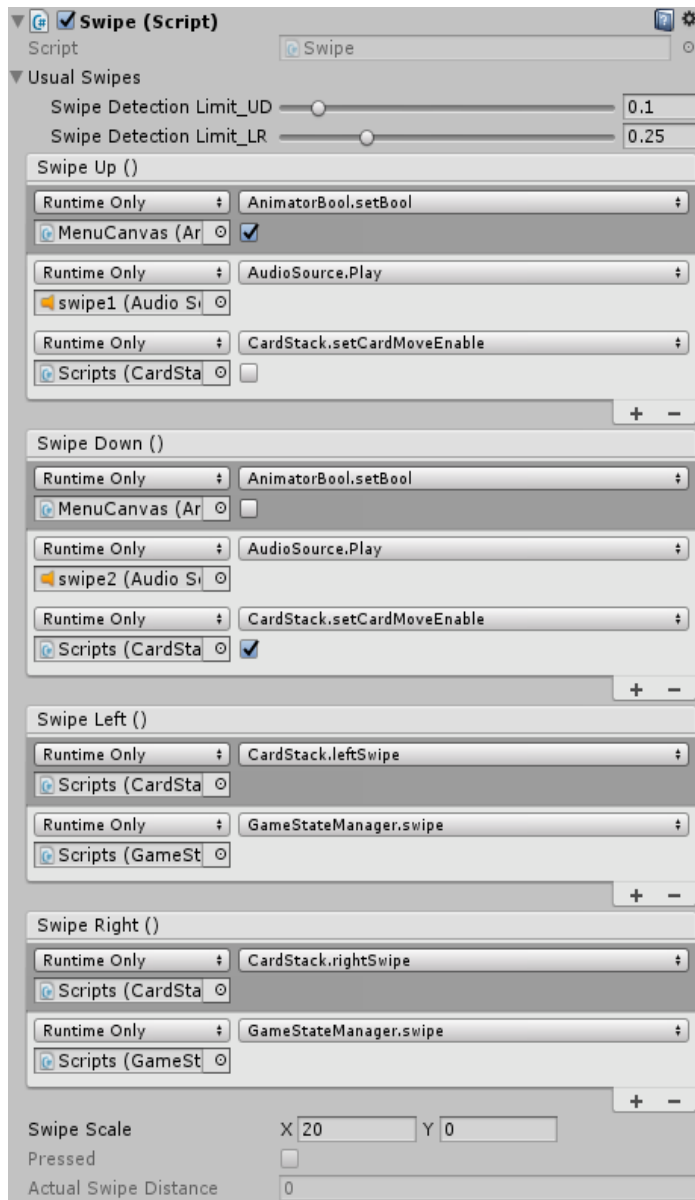 Swipe (Script)
Script Swipe
Usual Swipes
Swipe Detection Limit_UD 0.1
Swipe Detection Limit_LR 0.25
Swipe Up ()
Runtime Only AnimatorBool.setBool
MenuCanvas (Ar
Runtime Only AudioSource.Play
swipe1 (Audio S
Runtime Only CardStack.setCardMoveEnable
Scripts (CardSta
+ −
Swipe Down ()
Runtime Only AnimatorBool.setBool
MenuCanvas (Ar
Runtime Only AudioSource.Play
swipe2 (Audio S
Runtime Only CardStack.setCardMoveEnable
Scripts (CardSta
+ −
Swipe Left ()
Runtime Only CardStack.leftSwipe
Scripts (CardSta
Runtime Only GameStateManager.swipe
Scripts (GameSt
+ −
Swipe Right ()
Runtime Only CardStack.rightSwipe
Scripts (CardSta
Runtime Only GameStateManager.swipe
Scripts (GameSt
+ −
Swipe Scale X 20 Y 0
Pressed
Actual Swipe Distance 0